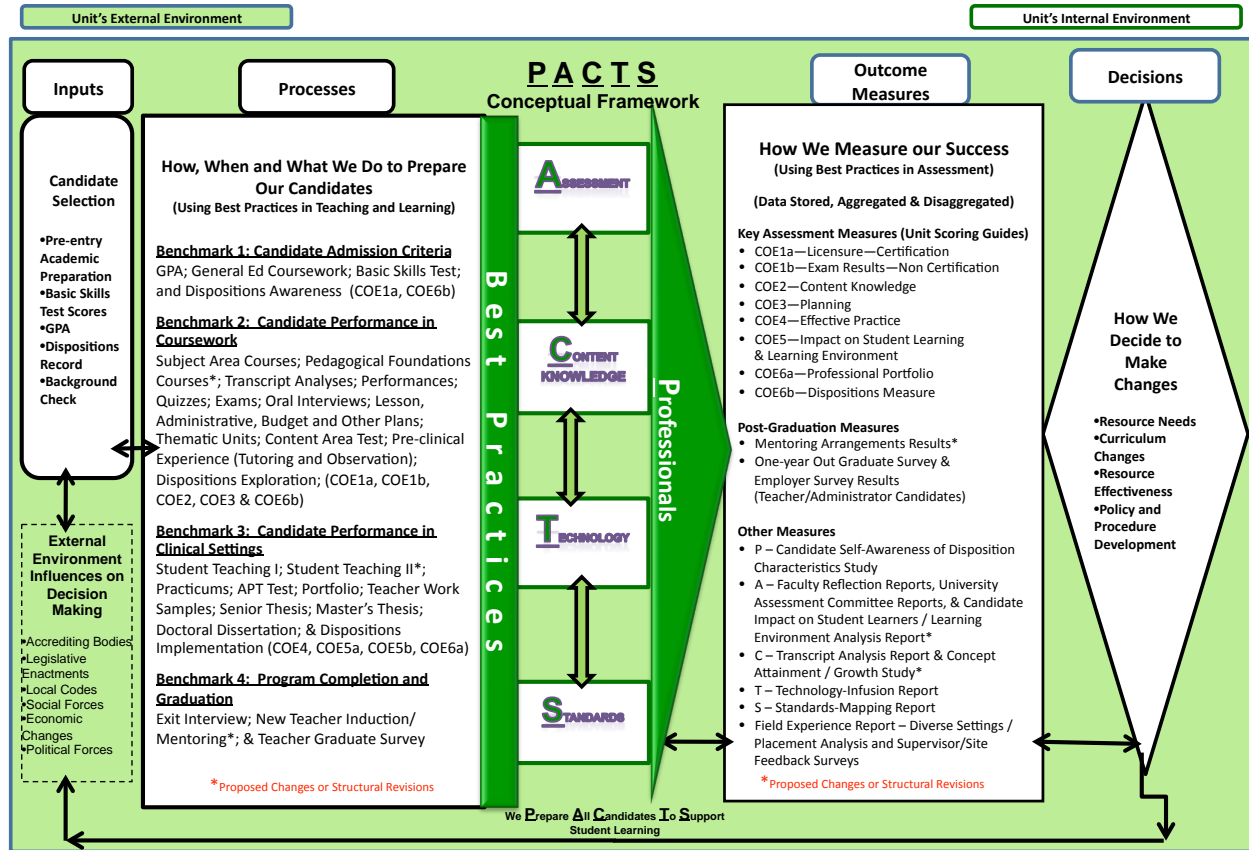 Unit's External Environment
Unit's Internal Environment
Inputs
Processes
P A C T S
Conceptual Framework
Outcome
Measures
Decisions
Candidate
Selection
•Pre-entry
Academic
Preparation
•Basic Skills
Test Scores
•GPA
•Dispositions
Record
•Background
Check
External
Environment
Influences on
Decision
Making
•Accrediting Bodies
•Legislative
Enactments
•Local Codes
•Social Forces
•Economic
Changes
•Political Forces
How, When and What We Do to Prepare
Our Candidates
(Using Best Practices in Teaching and Learning)
Benchmark 1: Candidate Admission Criteria
GPA; General Ed Coursework; Basic Skills Test;
and Dispositions Awareness (COE1a, COE6b)
Benchmark 2: Candidate Performance in
Coursework
Subject Area Courses; Pedagogical Foundations
Courses*; Transcript Analyses; Performances;
Quizzes; Exams; Oral Interviews; Lesson,
Administrative, Budget and Other Plans;
Thematic Units; Content Area Test; Pre-clinical
Experience (Tutoring and Observation);
Dispositions Exploration; (COE1a, COE1b,
COE2, COE3 & COE6b)
Benchmark 3: Candidate Performance in
Clinical Settings
Student Teaching I; Student Teaching II*;
Practicums; APT Test; Portfolio; Teacher Work
Samples; Senior Thesis; Master's Thesis;
Doctoral Dissertation; & Dispositions
Implementation (COE4, COE5a, COE5b, COE6a)
Benchmark 4: Program Completion and
Graduation
Exit Interview; New Teacher Induction/
Mentoring*; & Teacher Graduate Survey
*Proposed Changes or Structural Revisions
Best Practices
ASSESSMENT
CONTENT
KNOWLEDGE
TECHNOLOGY
STANDARDS
Professionals
We Prepare All Candidates To Support
Student Learning
How We Measure our Success
(Using Best Practices in Assessment)
(Data Stored, Aggregated & Disaggregated)
Key Assessment Measures (Unit Scoring Guides)
• COE1a—Licensure—Certification
• COE1b—Exam Results—Non Certification
• COE2—Content Knowledge
• COE3—Planning
• COE4—Effective Practice
• COE5—Impact on Student Learning
& Learning Environment
• COE6a—Professional Portfolio
• COE6b—Dispositions Measure
Post-Graduation Measures
• Mentoring Arrangements Results*
• One-year Out Graduate Survey &
Employer Survey Results
(Teacher/Administrator Candidates)
Other Measures
• P – Candidate Self-Awareness of Disposition
Characteristics Study
• A – Faculty Reflection Reports, University
Assessment Committee Reports, & Candidate
Impact on Student Learners / Learning
Environment Analysis Report*
• C – Transcript Analysis Report & Concept
Attainment / Growth Study*
• T – Technology-Infusion Report
• S – Standards-Mapping Report
• Field Experience Report – Diverse Settings /
Placement Analysis and Supervisor/Site
Feedback Surveys
*Proposed Changes or Structural Revisions
How We
Decide to
Make
Changes
•Resource Needs
•Curriculum
Changes
•Resource
Effectiveness
•Policy and
Procedure
Development